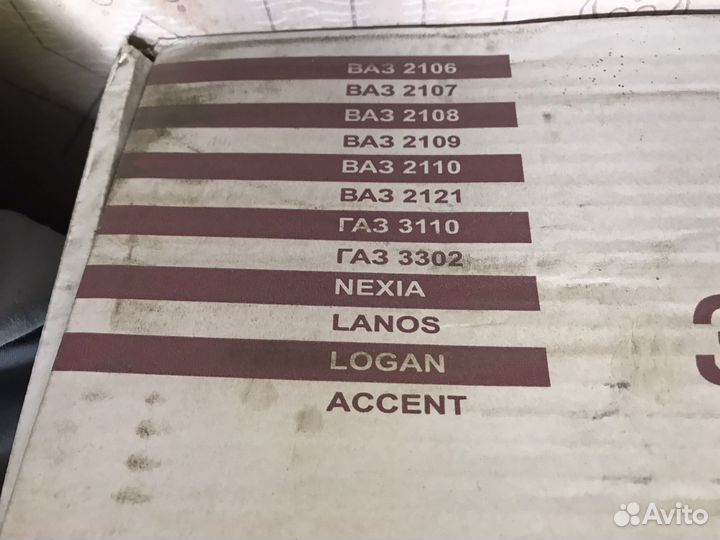 ВАЗ 2106
ВАЗ 2107
ВАЗ 2108
ВАЗ 2109
ВАЗ 2110
ВАЗ 2121
ГАЗ 3110
ГАЗ 3302
NEXIA
LANOS
LOGAN
ACCENT
Avito